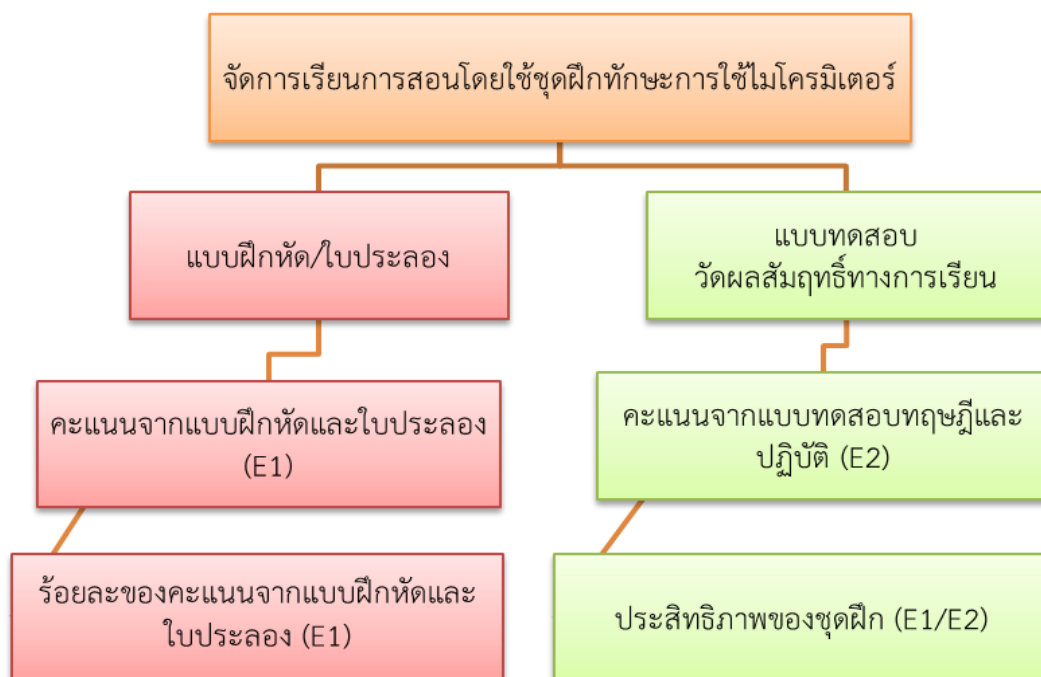 จัดการเรียนการสอนโดยใช้ชุดฝึกทักษะการใช้ไมโครมิเตอร์
แบบฝึกหัด/ใบประลอง
แบบทดสอบ
วัดผลสัมฤทธิ์ทางการเรียน
คะแนนจากแบบฝึกหัดและใบประลอง
(E1)
คะแนนจากแบบทดสอบทฤษฎีและ
ปฏิบัติ (E2)
ร้อยละของคะแนนจากแบบฝึกหัดและ
ใบประลอง (E1)
ประสิทธิภาพของชุดฝึก (E1/E2)